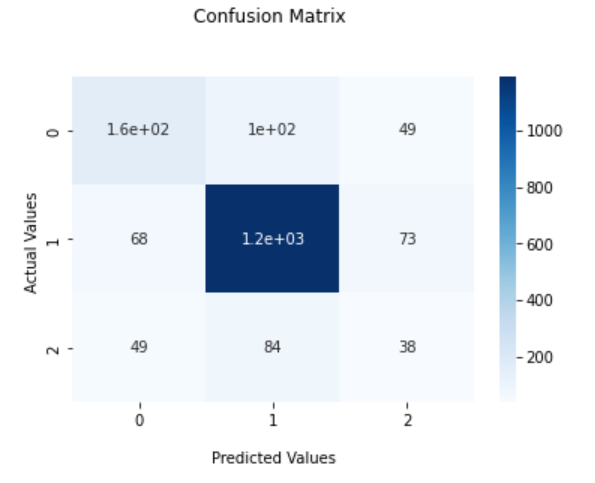 Confusion Matrix
Actual Values
0
1.6e+02
1e+02
49
1
68
1.2e+03
73
2
49
84
38
0
1
2
Predicted Values
1000
800
600
400
200